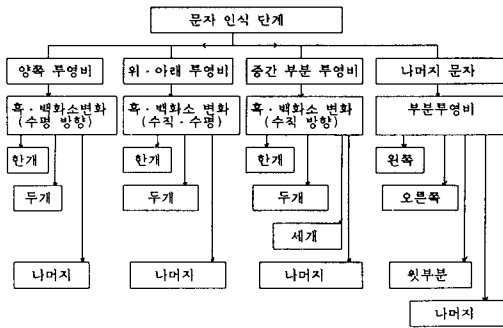 문자 인식 단계
양쪽 투영비
위·아래 투영비
중간 부분 투영비
나머지 문자
흑·백화소변화
(수평 방향)
흑·백화소 변화
(수직·수평)
흑·백화소변화
(수직 방향)
부분투영비
한개
한개
한개
왼쪽
두개
두개
두개
오른쪽
세개
나머지
나머지
나머지
윗부분
나머지